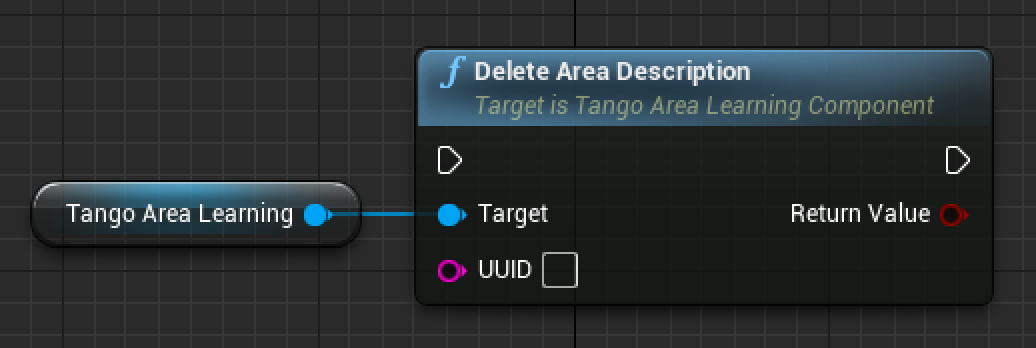 f Delete Area Description
Target is Tango Area Learning Component
Tango Area Learning
Target
Return Value
UUID